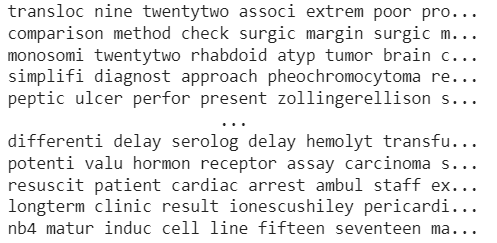 transloc nine twentytwo associ extrem poor pro...
comparison method check surgic margin surgic m...
monosomi twentytwo rhabdoid atyp tumor brain c...
simplifi diagnost approach pheochromocytoma re...
peptic ulcer perfor present zollingerellison s...
...
differenti delay serolog delay hemolyt transfu...
potenti valu hormon receptor assay carcinoma s...
resuscit patient cardiac arrest ambul staff ex...
longterm clinic result ionescushiley pericardi...
nb4 matur induc cell line fifteen seventeen ma...